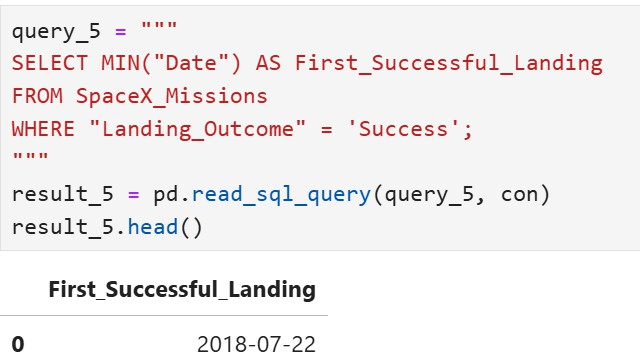 query_5 = """
SELECT MIN("Date") AS First_Successful_Landing
FROM SpaceX_Missions
WHERE "Landing_Outcome" = 'Success';
"""
result_5 = pd.read_sql_query(query_5, con)
result_5.head()
First_Successful_Landing
0 2018-07-22